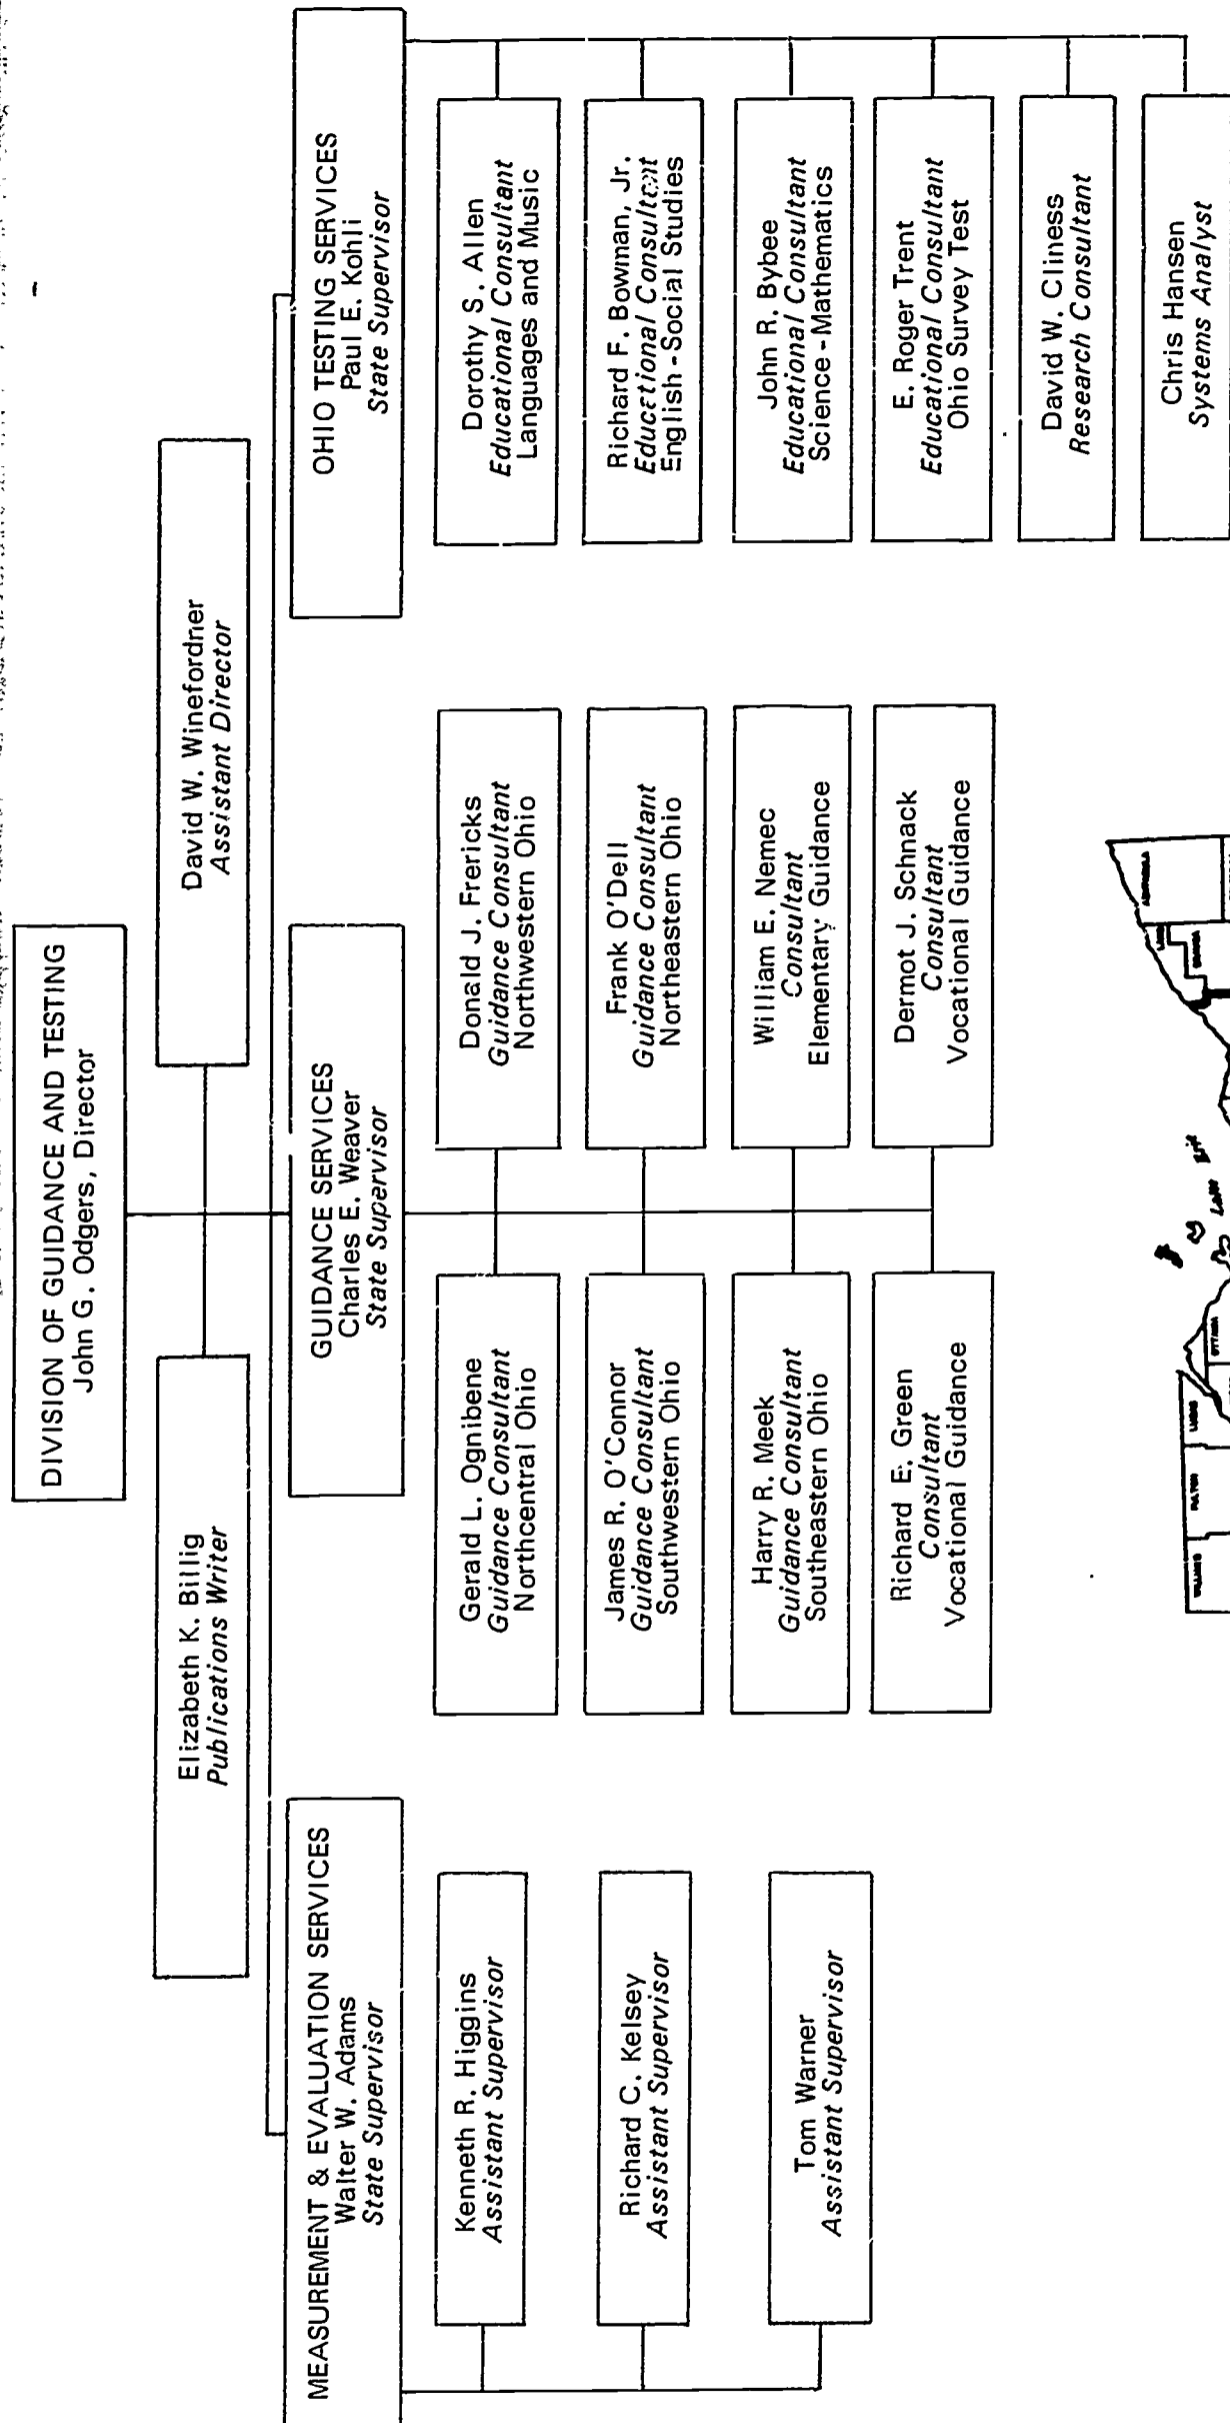 DIVISION OF GUIDANCE AND TESTING
John G. Odgers, Director
Elizabeth K. Billig
Publications Writer
David W. Winefordner
Assistant Director
MEASUREMENT & EVALUATION SERVICES
Walter W. Adams
State Supervisor
Kenneth R. Higgins
Assistant Supervisor
Richard C. Kelsey
Assistant Supervisor
Tom Warner
Assistant Supervisor
GUIDANCE SERVICES
Charles E. Weaver
State Supervisor
Gerald L. Ognibene
Guidance Consultant
Northcentral Ohio
Donald J. Frericks
Guidance Consultant
Northwestern Ohio
James R. O'Connor
Guidance Consultant
Southwestern Ohio
Frank O'Dell
Guidance Consultant
Northeastern Ohio
Harry R. Meek
Guidance Consultant
Southeastern Ohio
William E. Nemec
Consultant
Elementary Guidance
Richard E. Green
Consultant
Vocational Guidance
Dermot J. Schnack
Consultant
Vocational Guidance
OHIO TESTING SERVICES
Paul E. Kohli
State Supervisor
Dorothy S. Allen
Educational Consultant
Languages and Music
Richard F. Bowman, Jr.
Educational Consultant
English - Social Studies
John R. Bybee
Educational Consultant
Science - Mathematics
E. Roger Trent
Educational Consultant
Ohio Survey Test
David W. Cliness
Research Consultant
Chris Hansen
Systems Analyst